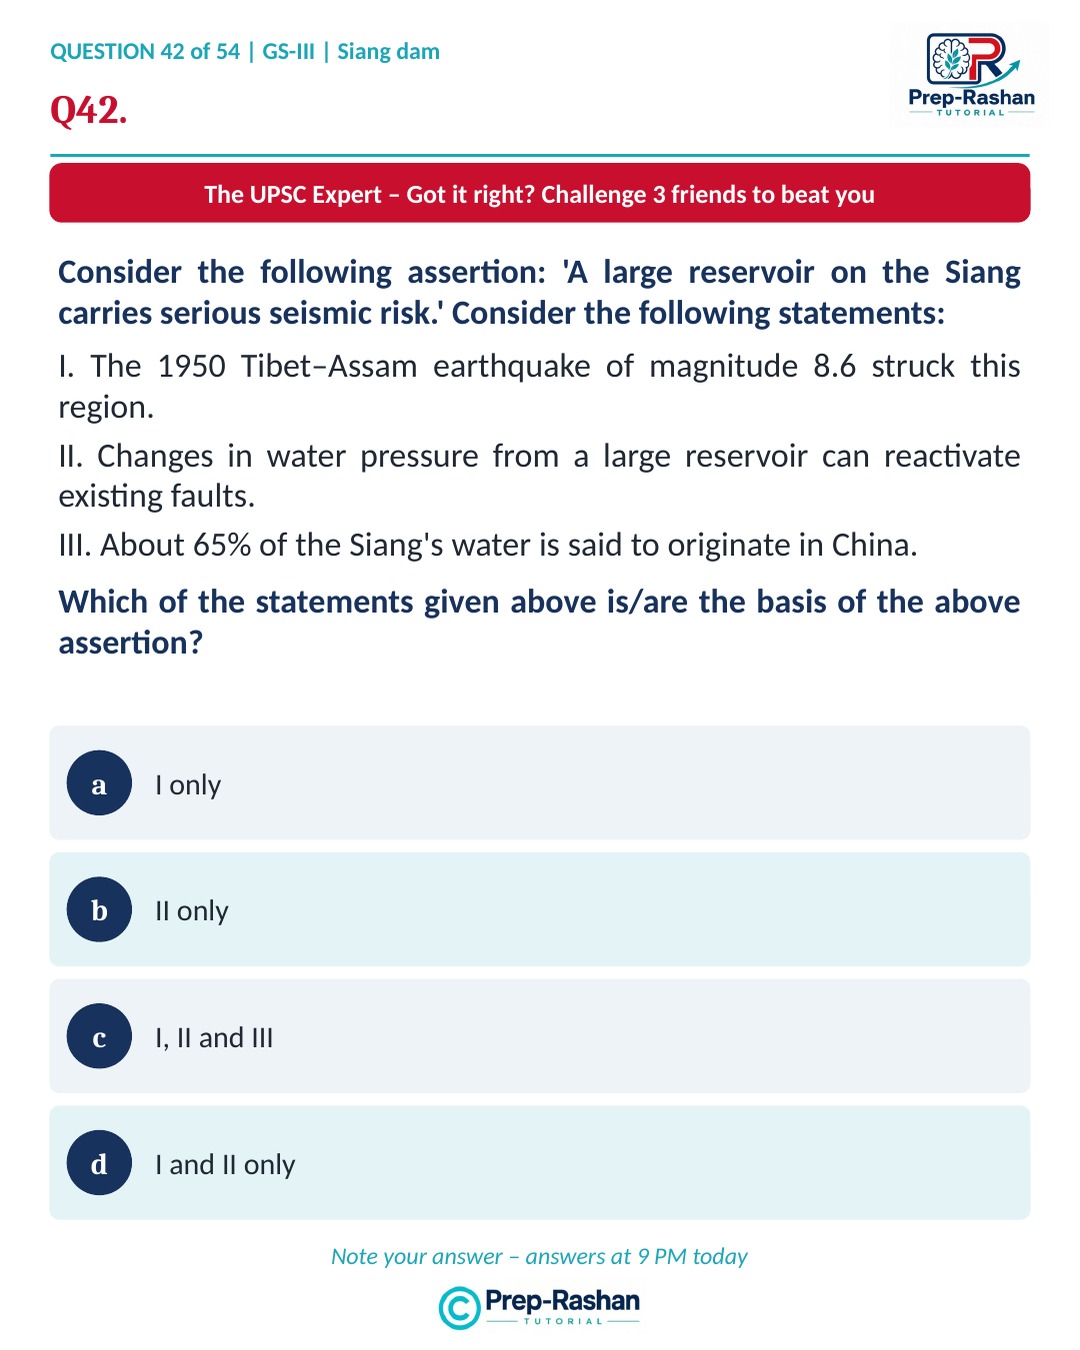 QUESTION 42 of 54 | GS-III | Siang dam
Prep-Rashan
TUTORIAL
Q42.
The UPSC Expert – Got it right? Challenge 3 friends to beat you
Consider the following assertion: 'A large reservoir on the Siang
carries serious seismic risk.' Consider the following statements:
I. The 1950 Tibet–Assam earthquake of magnitude 8.6 struck this
region.
II. Changes in water pressure from a large reservoir can reactivate
existing faults.
III. About 65% of the Siang's water is said to originate in China.
Which of the statements given above is/are the basis of the above
assertion?
a I only
b II only
c I, II and III
d I and II only
Note your answer – answers at 9 PM today
© Prep-Rashan
TUTORIAL